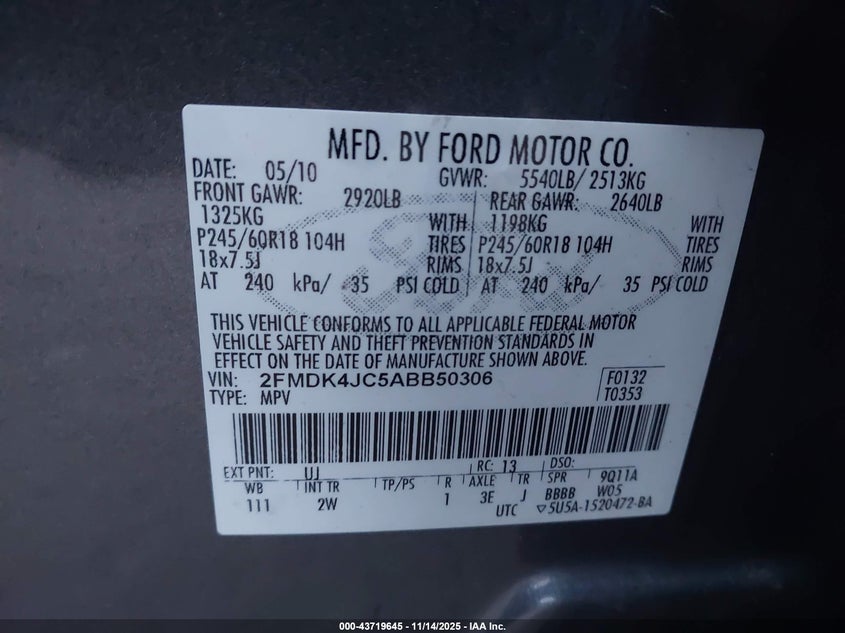 MFD. BY FORD MOTOR CO.
DATE: 05/10 GVWR: 5540LB/ 2513KG
FRONT GAWR: 2920LB REAR GAWR: 2640LB
1325KG WITH 1198KG WITH
P245/60R18 104H TIRES P245/60R18 104H TIRES
18x7.5J RIMS 18x7.5J RIMS
AT 240 kPa/ 35 PSI COLD AT 240 kPa/ 35 PSI COLD
Ford
THIS VEHICLE CONFORMS TO ALL APPLICABLE FEDERAL MOTOR
VEHICLE SAFETY AND THEFT PREVENTION STANDARDS IN
EFFECT ON THE DATE OF MANUFACTURE SHOWN ABOVE.
VIN: 2FMDK4JC5ABB50306 F0132
TYPE: MPV T0353
EXT PNT: UJ RC: 13 DSO:
WB INT TR TP/PS R AXLE TR SPR 9Q11A
111 2W 1 3E J BBBB W05
UTC ▽5U5A-1520472-BA
000-43719645 - 11/14/2025 - IAA Inc.